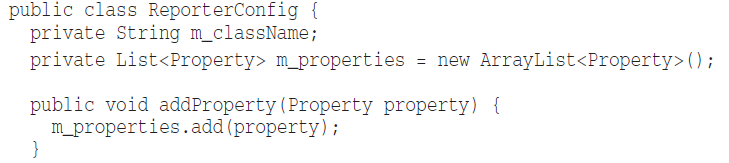 public class ReporterConfig {
  private String m_className;
  private List<Property> m_properties = new ArrayList<Property>();

  public void addProperty(Property property) {
    m_properties.add(property);
  }